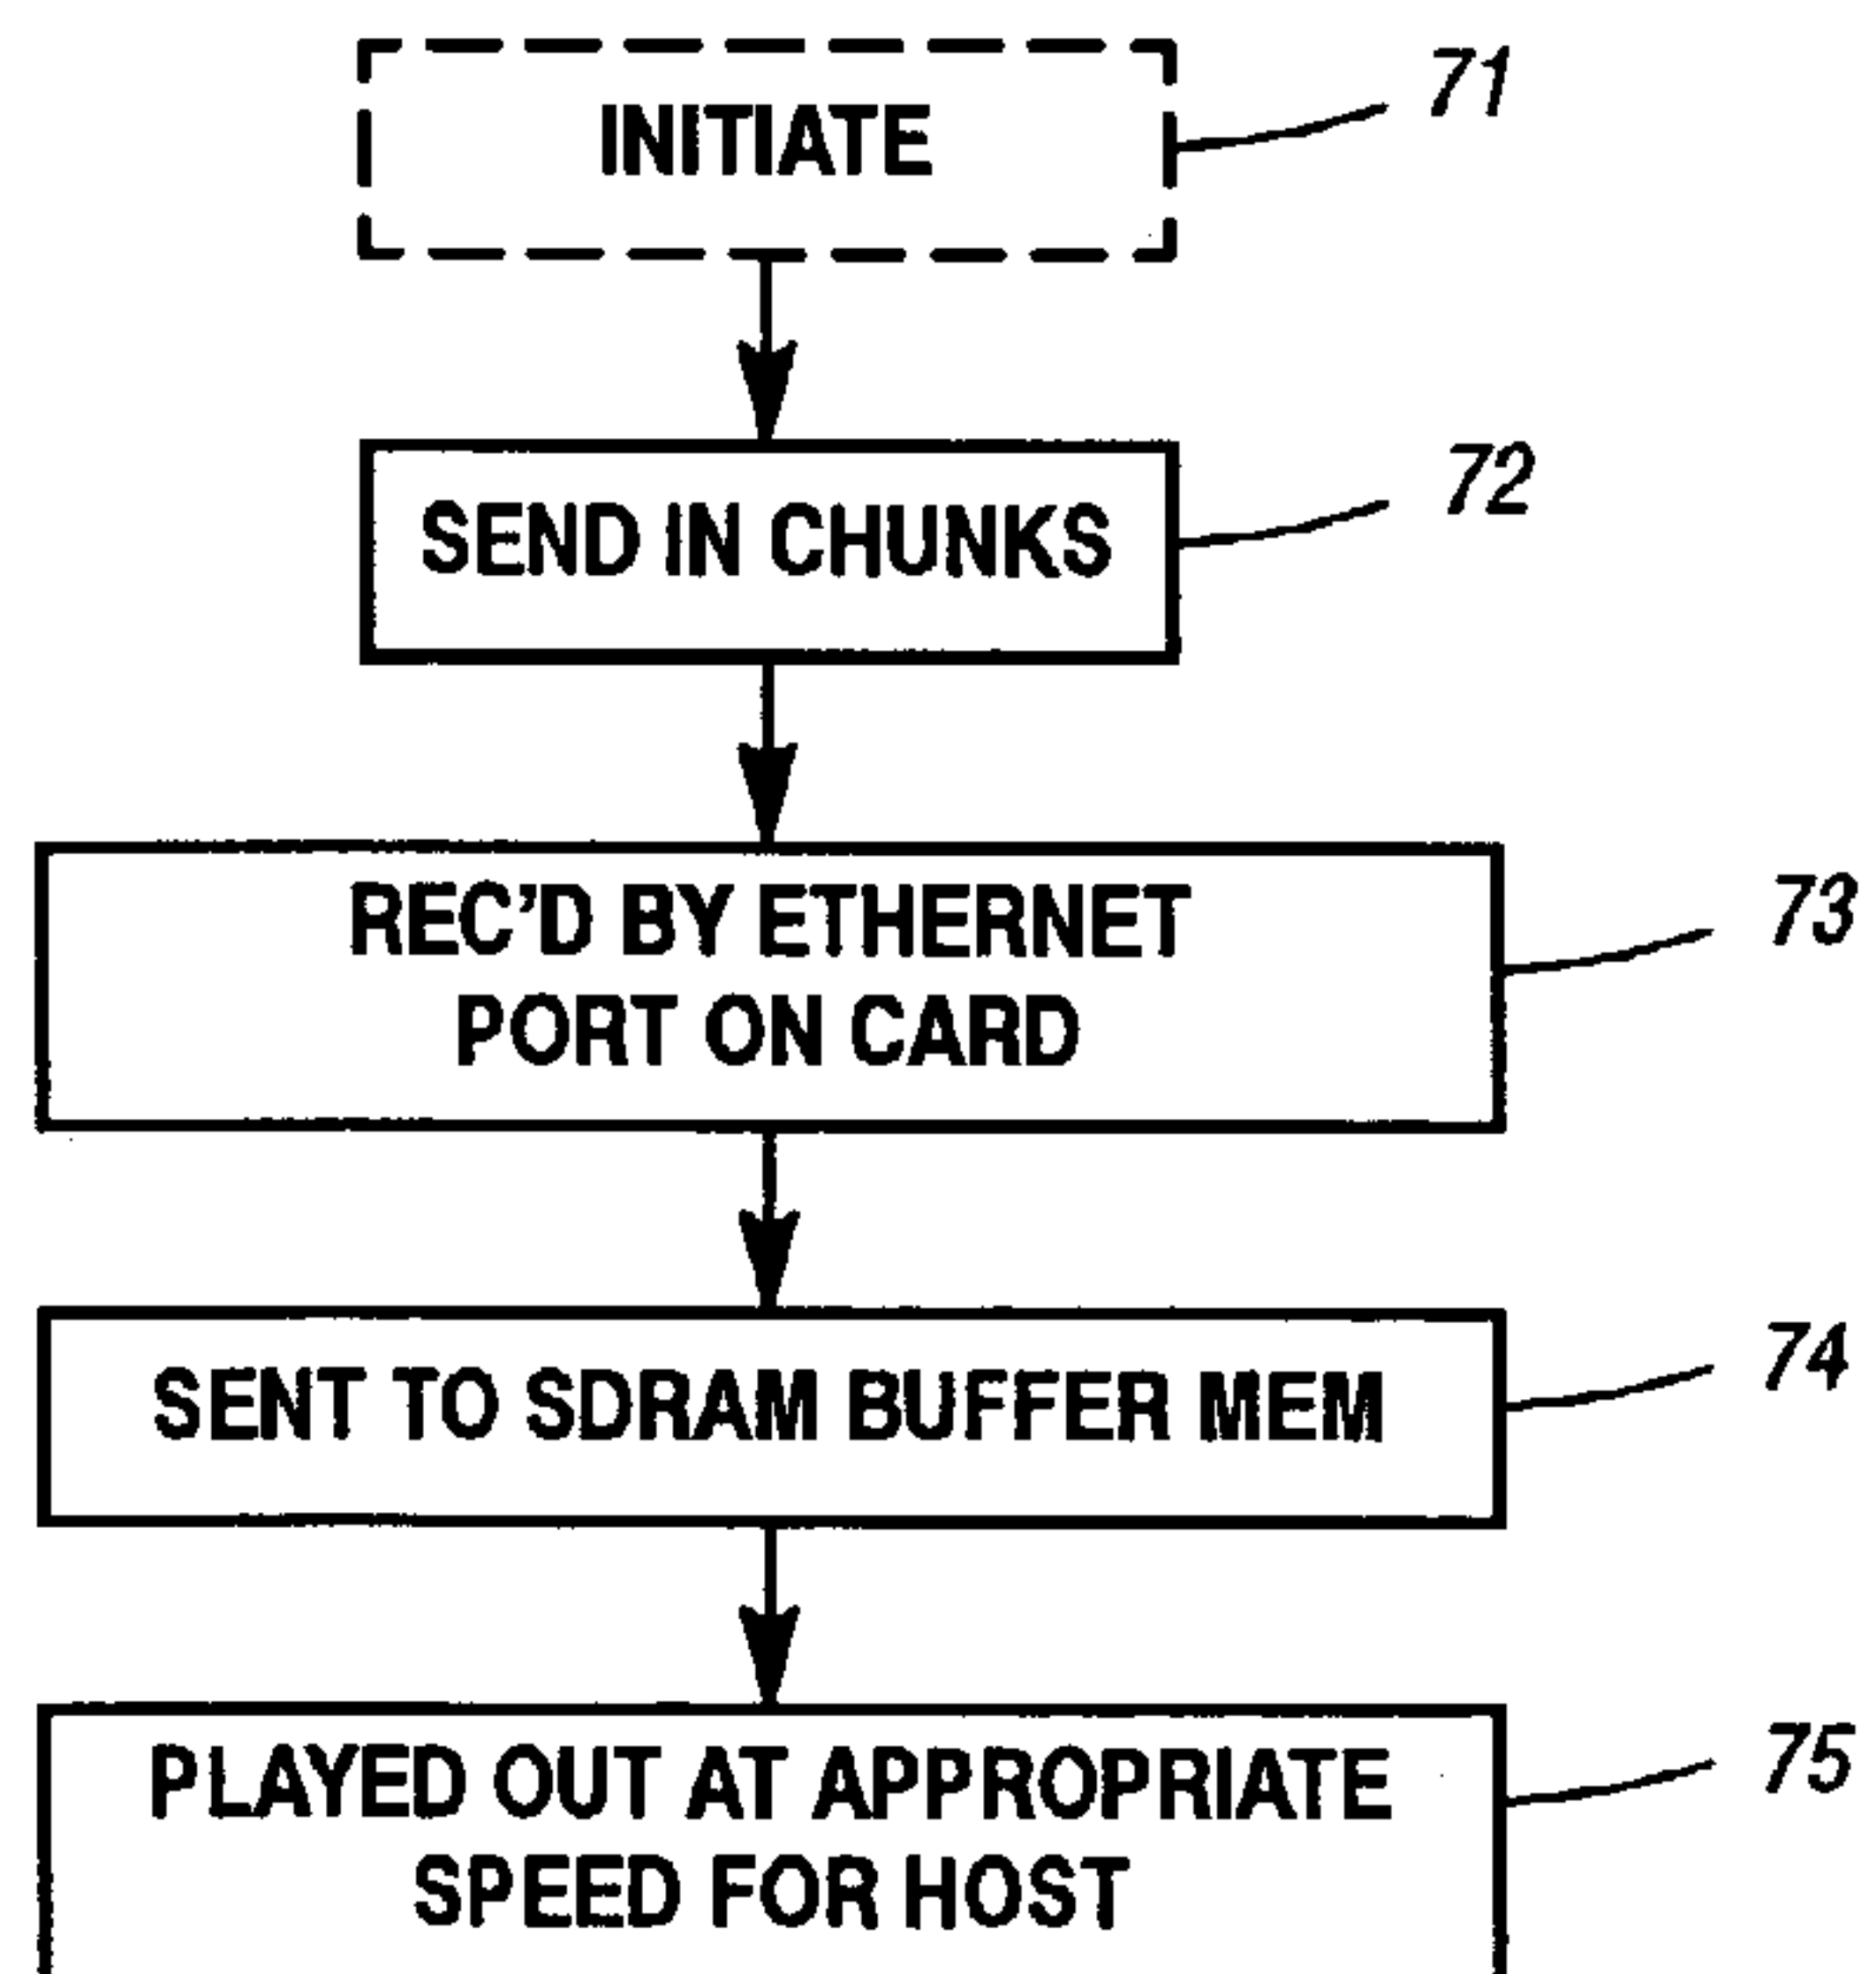 INITIATE
71
SEND IN CHUNKS
72
REC'D BY ETHERNET
PORT ON CARD
73
SENT TO SDRAM BUFFER MEM
74
PLAYED OUT AT APPROPRIATE
SPEED FOR HOST
75